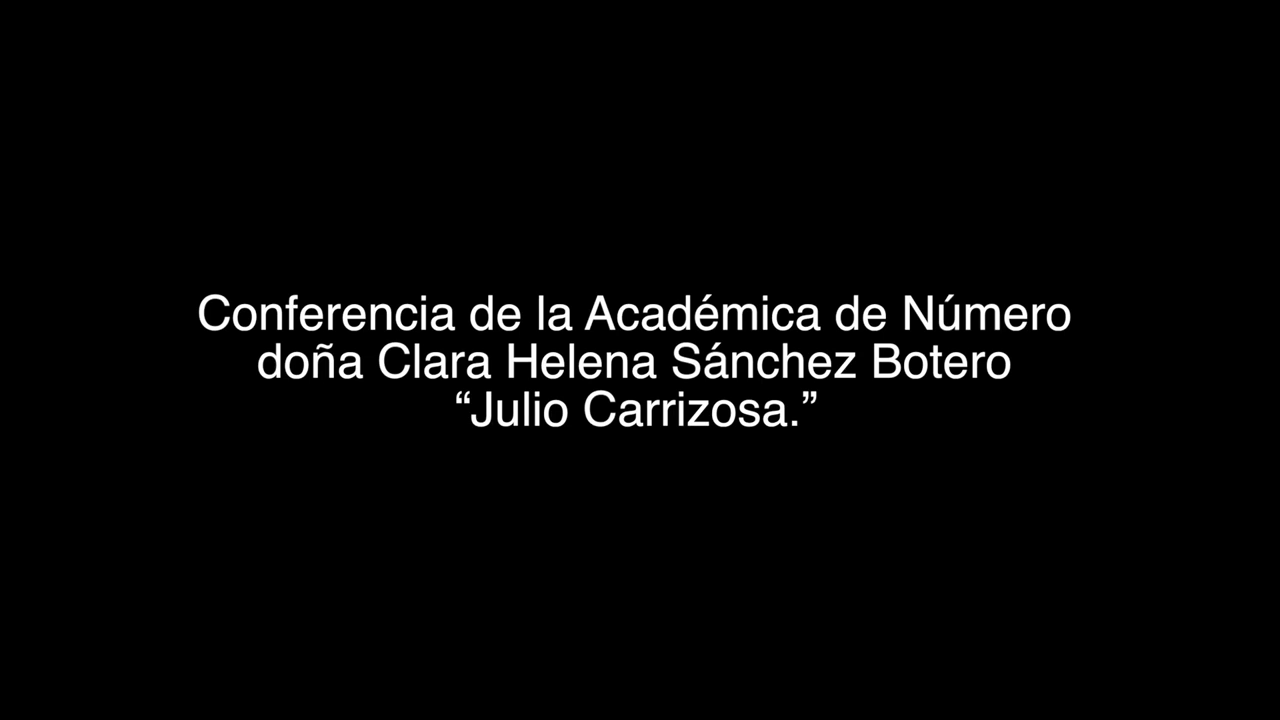 Conferencia de la Académica de Número
doña Clara Helena Sánchez Botero
“Julio Carrizosa.”